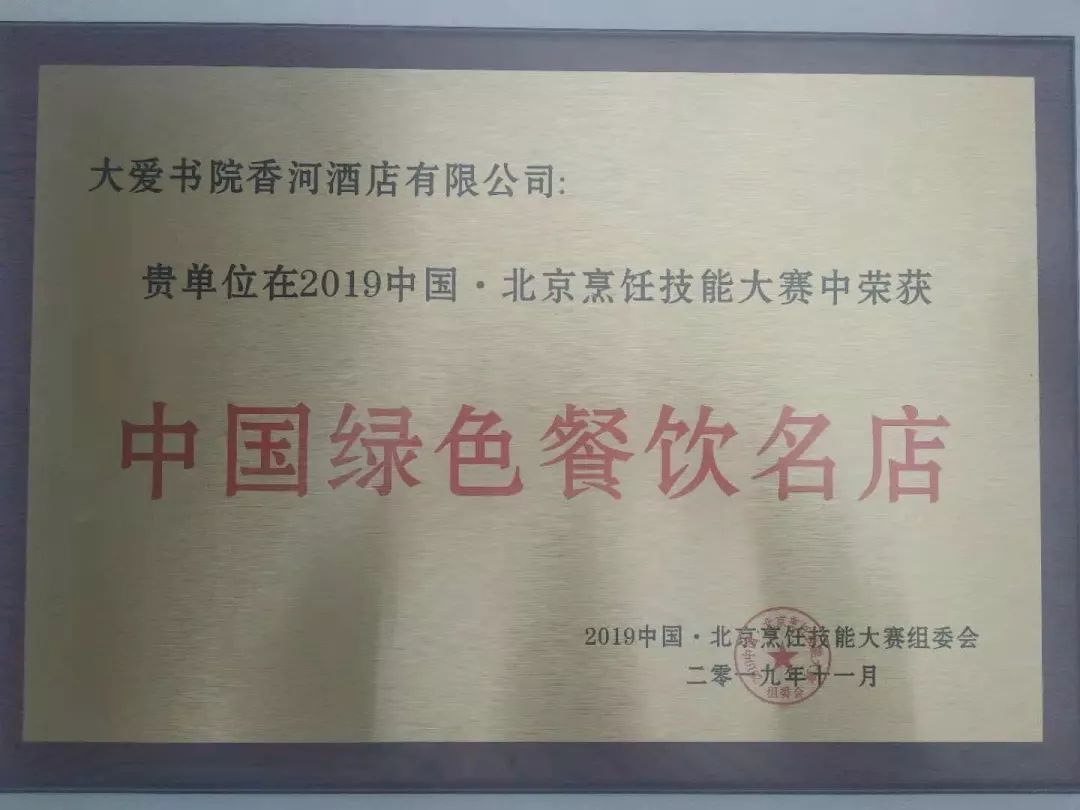 大爱书院香河酒店有限公司:
贵单位在2019中国·北京烹饪技能大赛中荣获
中国绿色餐饮名店
2019中国·北京烹饪技能大赛组委会
二零一九年十一月
组委会